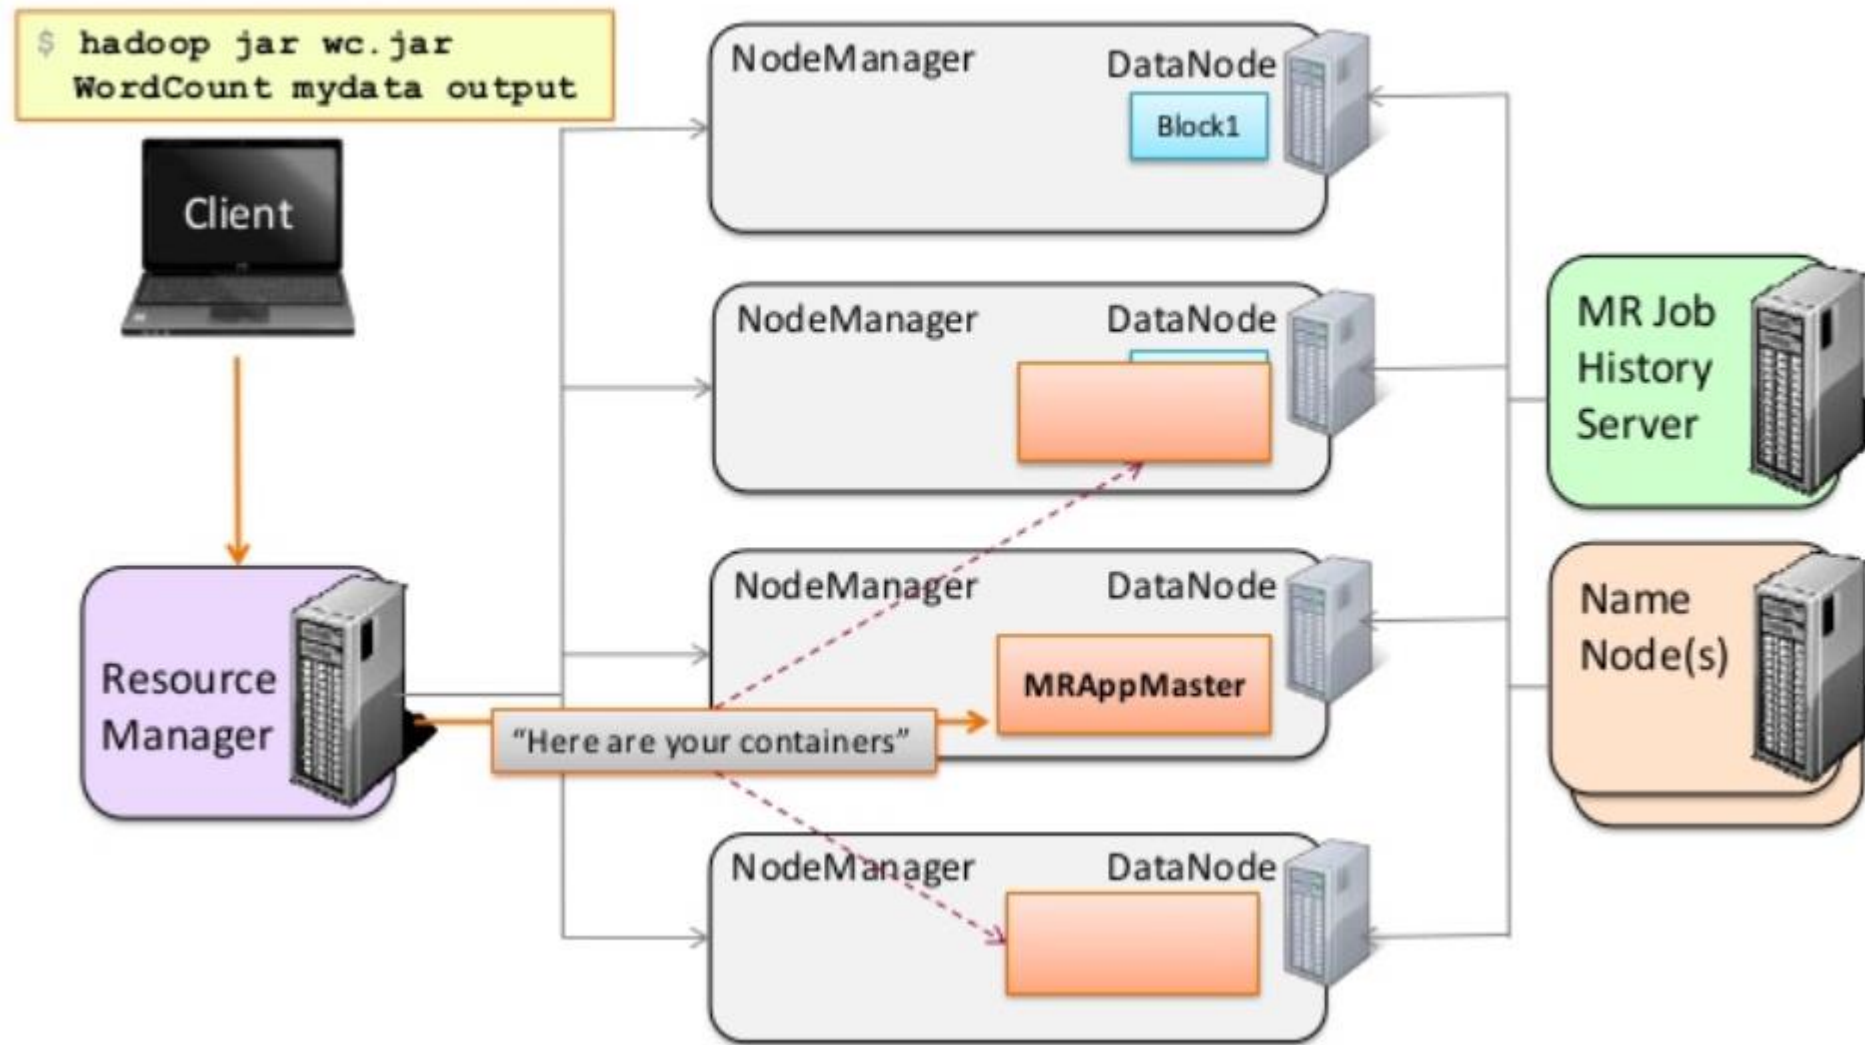 $ hadoop jar wc.jar
WordCount mydata output
Client
Resource
Manager
NodeManager
DataNode
Block1
NodeManager
DataNode
NodeManager
DataNode
MRAppMaster
"Here are your containers"
NodeManager
DataNode
MR Job
History
Server
Name
Node(s)